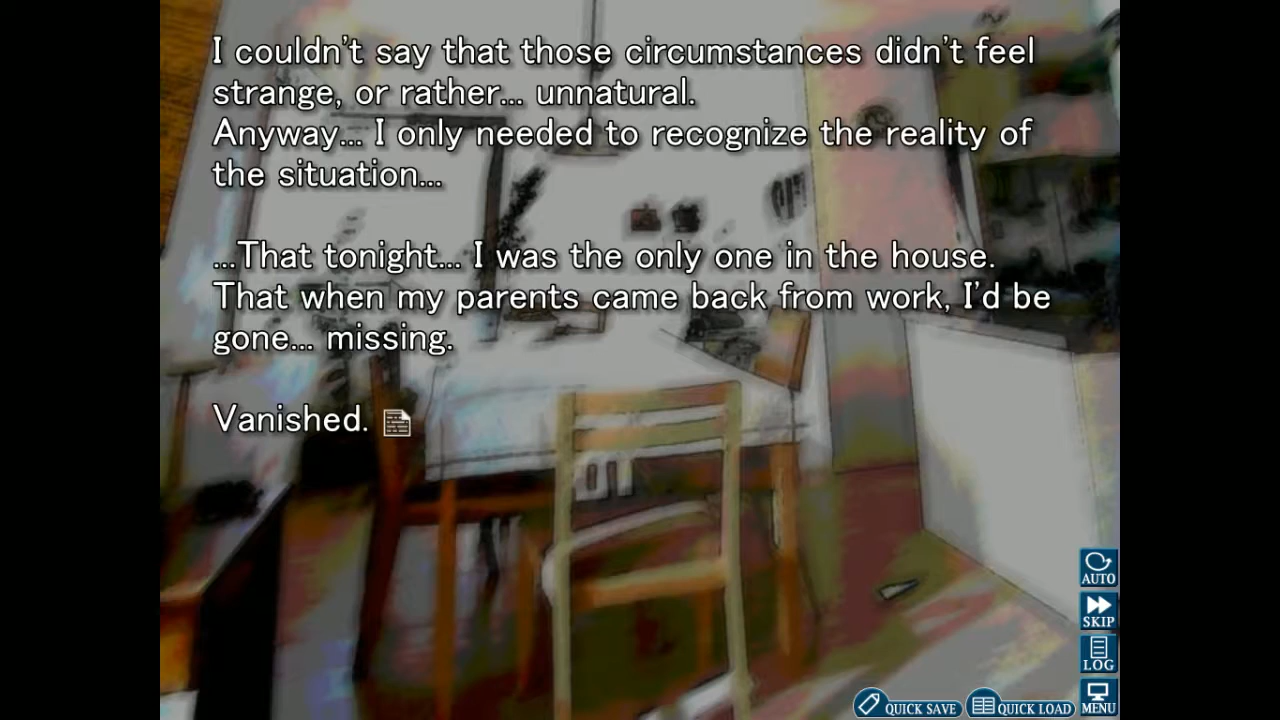 I couldn't say that those circumstances didn't feel
strange, or rather... unnatural.
Anyway... I only needed to recognize the reality of
the situation...
...That tonight... I was the only one in the house.
That when my parents came back from work, I'd be
gone... missing.
Vanished.
AUTO
SKIP
LOG
MENU
QUICK SAVE
QUICK LOAD